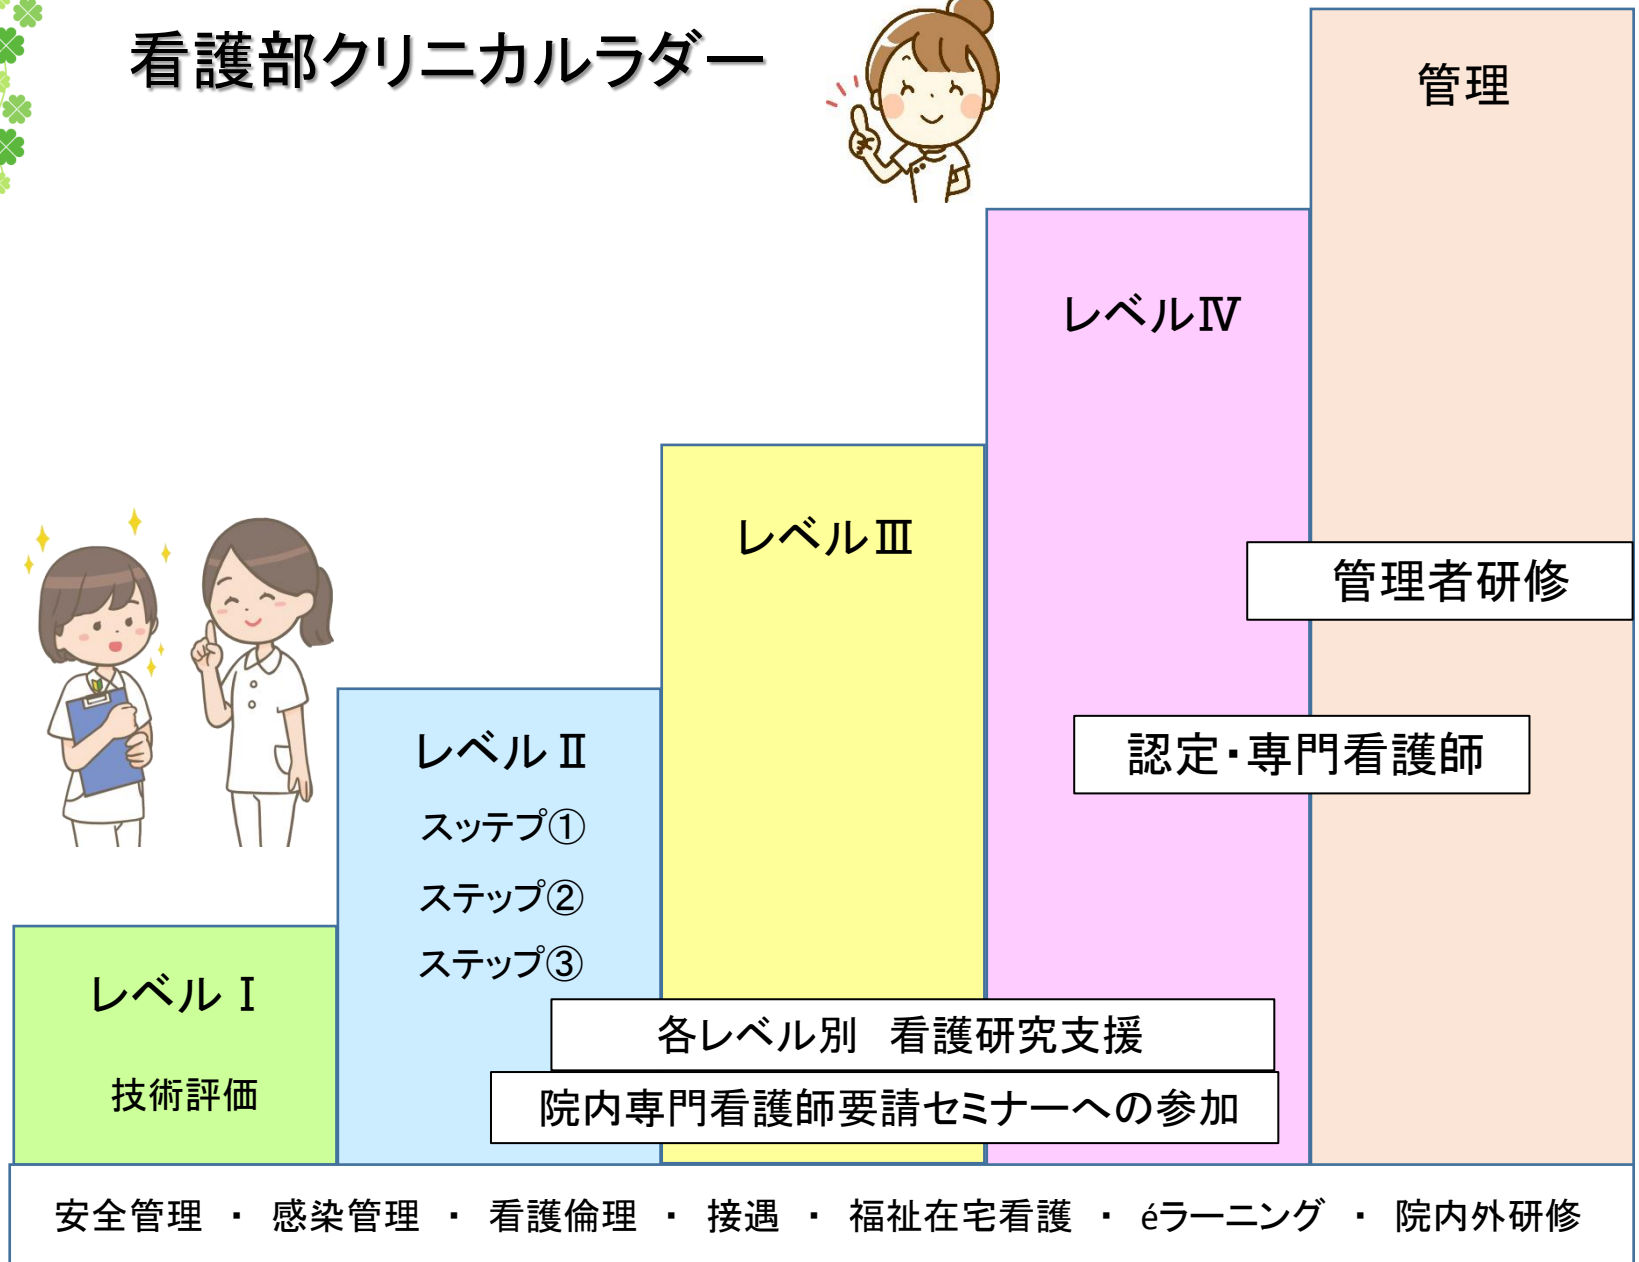 看護部クリニカルラダー
管理
レベルⅣ
レベルⅢ
管理者研修
認定・専門看護師
レベルⅡ
スッテプ①
ステップ②
ステップ③
レベルⅠ
技術評価
各レベル別　看護研究支援
院内専門看護師要請セミナーへの参加
安全管理 ・ 感染管理 ・ 看護倫理 ・ 接遇 ・ 福祉在宅看護 ・ éラーニング ・ 院内外研修